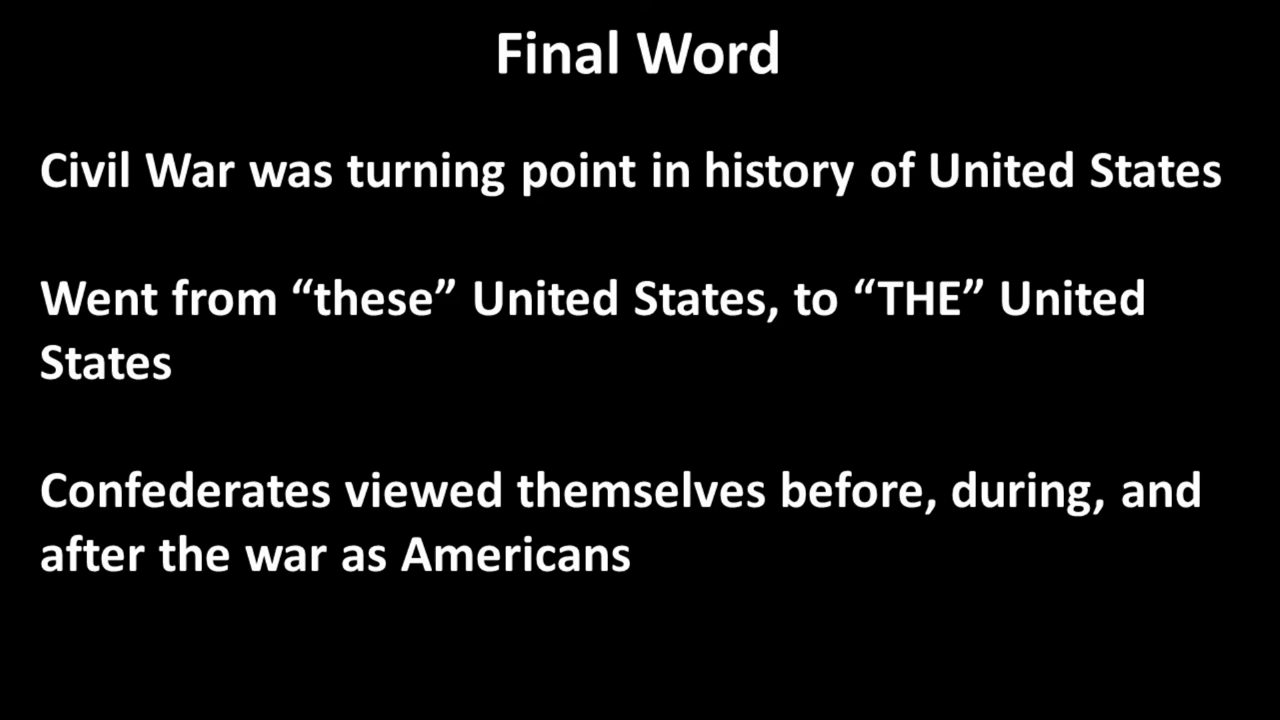 Final Word
Civil War was turning point in history of United States
Went from “these” United States, to “THE” United
States
Confederates viewed themselves before, during, and
after the war as Americans